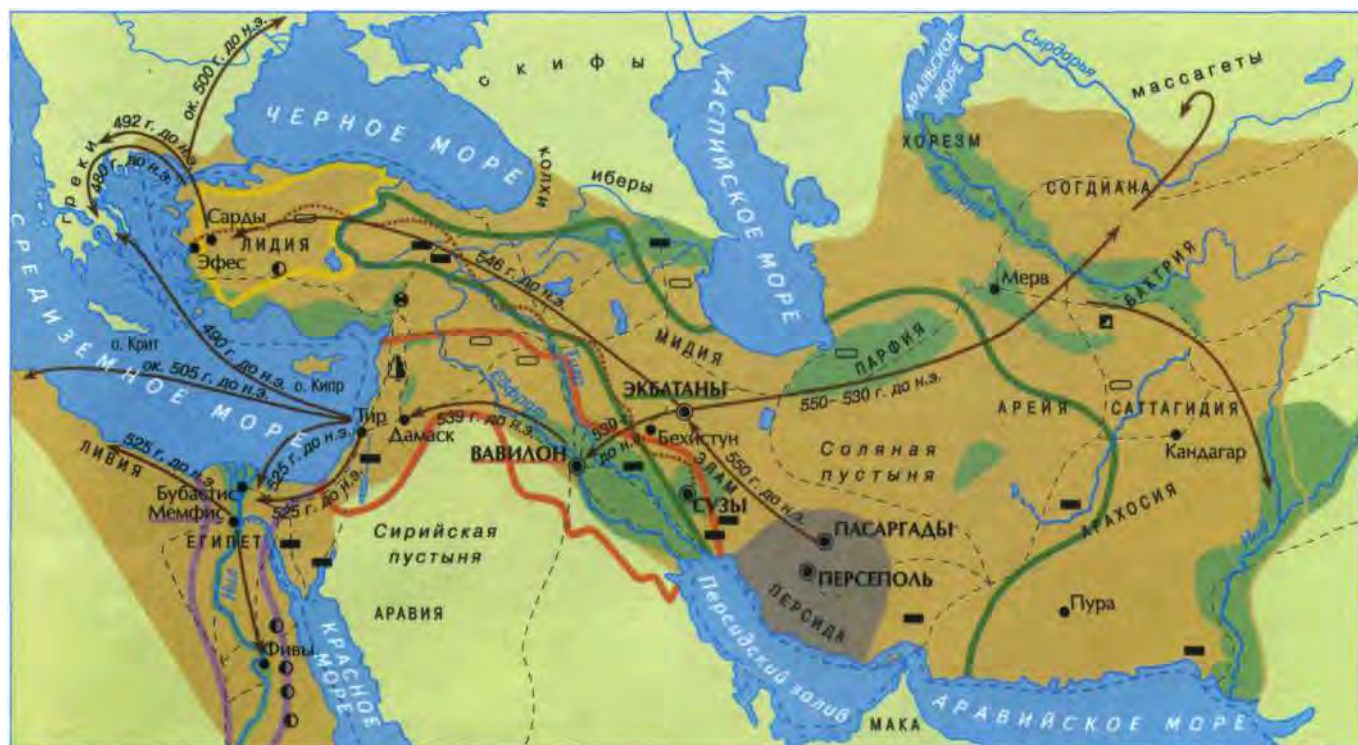 ок. 500 г. до н.э.
492 г. до н.э.
480 г. до н.э.
греки
скифы
ЧЕРНОЕ МОРЕ
КАСПИЙСКОЕ МОРЕ
АРАЛЬСКОЕ
МОРЕ
Сырдарья
массагеты
ХОРЕЗМ
СОГДИАНА
колхи
иберы
СРЕДИЗЕМНОЕ МОРЕ
Сарды
ЛИДИЯ
Эфес
546 г. до н.э.
Мерв
БАКТРИЯ
МИДИЯ
ПАРФИЯ
о. Крит
490 г. до н.э.
о. Кипр
ок. 505 г. до н.э.
Тигр
Евфрат
ЭКБАТАНЫ
550–530 г. до н.э.
АРЕЙЯ
САТТАГИДИЯ
Тир
Дамаск
539 г. до н.э.
539 г.
до н.э.
Бехистун
Кандагар
ЛИВИЯ
525 г. до н.э.
525 г. до н.э.
525 г. до н.э.
ВАВИЛОН
ЭЛАМ
550 г. до н.э.
Соляная
пустыня
Бубастис
Мемфис
СУЗЫ
АРАХОСИЯ
ЕГИПЕТ
Сирийская
пустыня
ПАСАРГАДЫ
Инд
Нил
ПЕРСЕПОЛЬ
АРАВИЯ
ПЕРСИДА
Пура
Фивы
КРАСНОЕ
МОРЕ
Персидский залив
МАКА
АРАВИЙСКОЕ МОРЕ